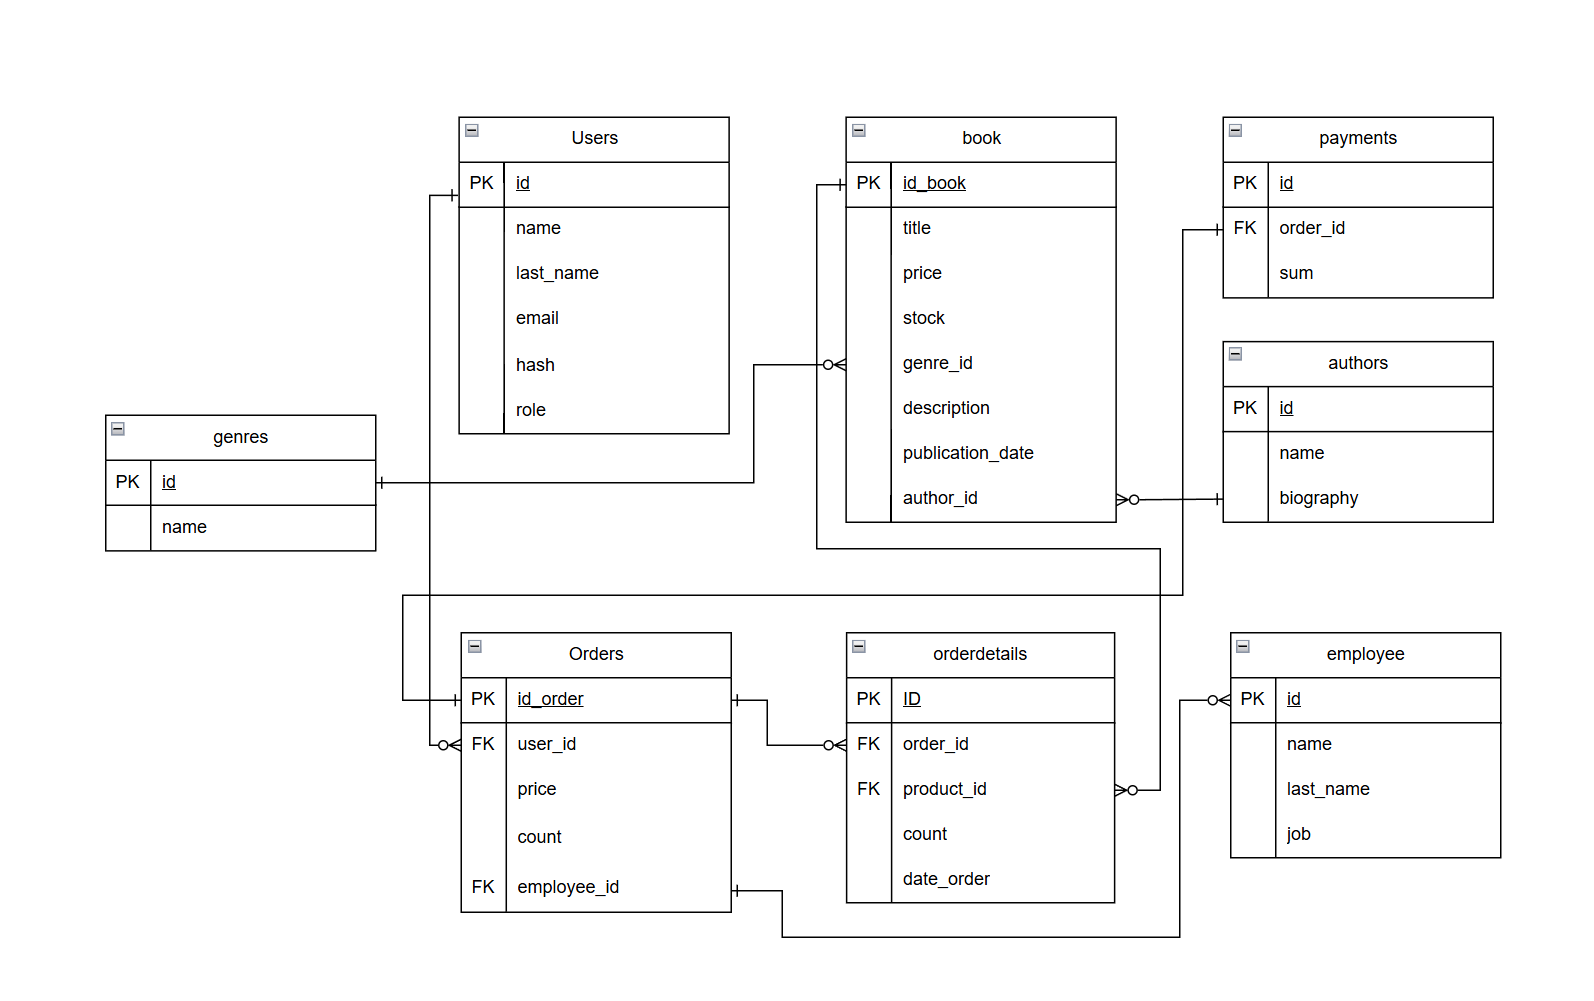 Users
PK id
name
last_name
email
hash
role
book
PK id_book
title
price
stock
genre_id
description
publication_date
author_id
payments
PK id
FK order_id
sum
authors
PK id
name
biography
genres
PK id
name
Orders
PK id_order
FK user_id
price
count
FK employee_id
orderdetails
PK ID
FK order_id
FK product_id
count
date_order
employee
PK id
name
last_name
job